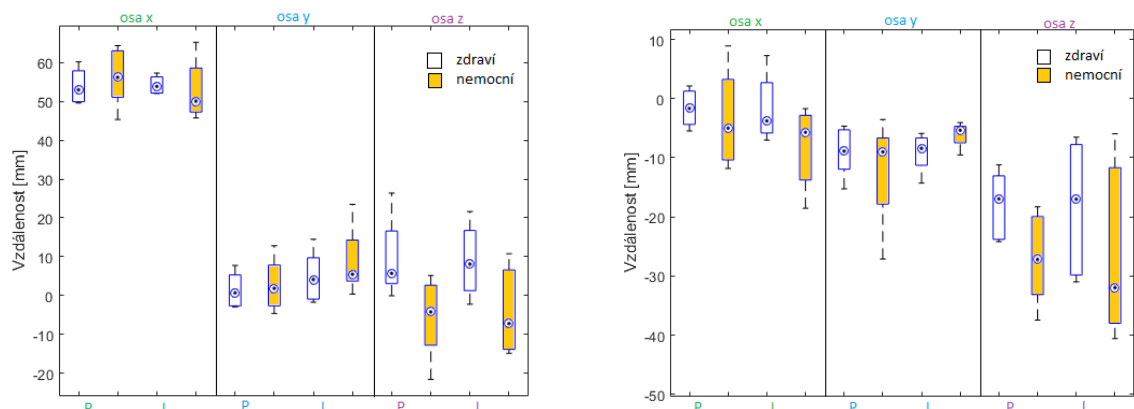 osa x osa y osa z
60
50
40
30
20
10
0
-10
-20
Vzdálenost [mm]
zdraví
nemocní
P L P L P L
osa x osa y osa z
10
0
-10
-20
-30
-40
-50
Vzdálenost [mm]
zdraví
nemocní
P L P L P L